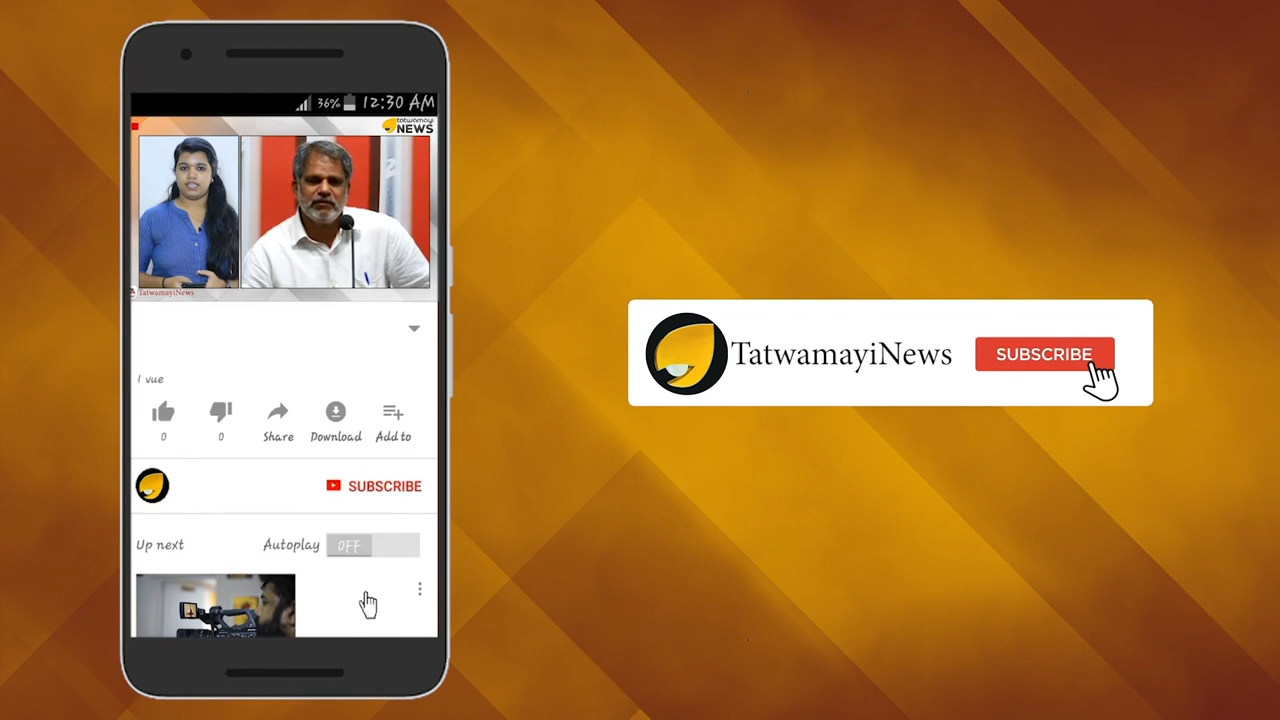 36% 12:30 AM
tatwamayi
NEWS
TatwamayiNews
1 vue
0 0 Share Download Add to
SUBSCRIBE
Up next Autoplay OFF
TatwamayiNews SUBSCRIBE